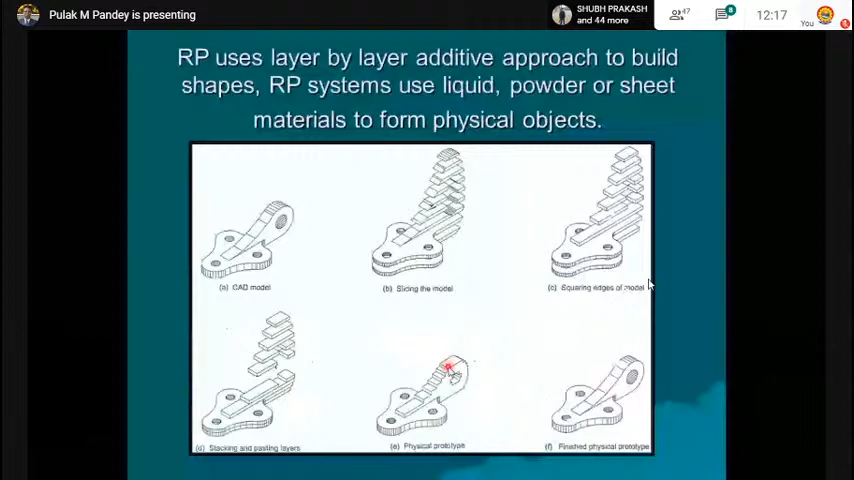 Pulak M Pandey is presenting
SHUBH PRAKASH
and 44 more
47
8
12:17
You
RP uses layer by layer additive approach to build
shapes, RP systems use liquid, powder or sheet
materials to form physical objects.
(a) CAD model
(b) Slicing the model
(c) Squaring edges of model
(d) Stacking and pasting layers
(e) Physical prototype
(f) Finished physical prototype